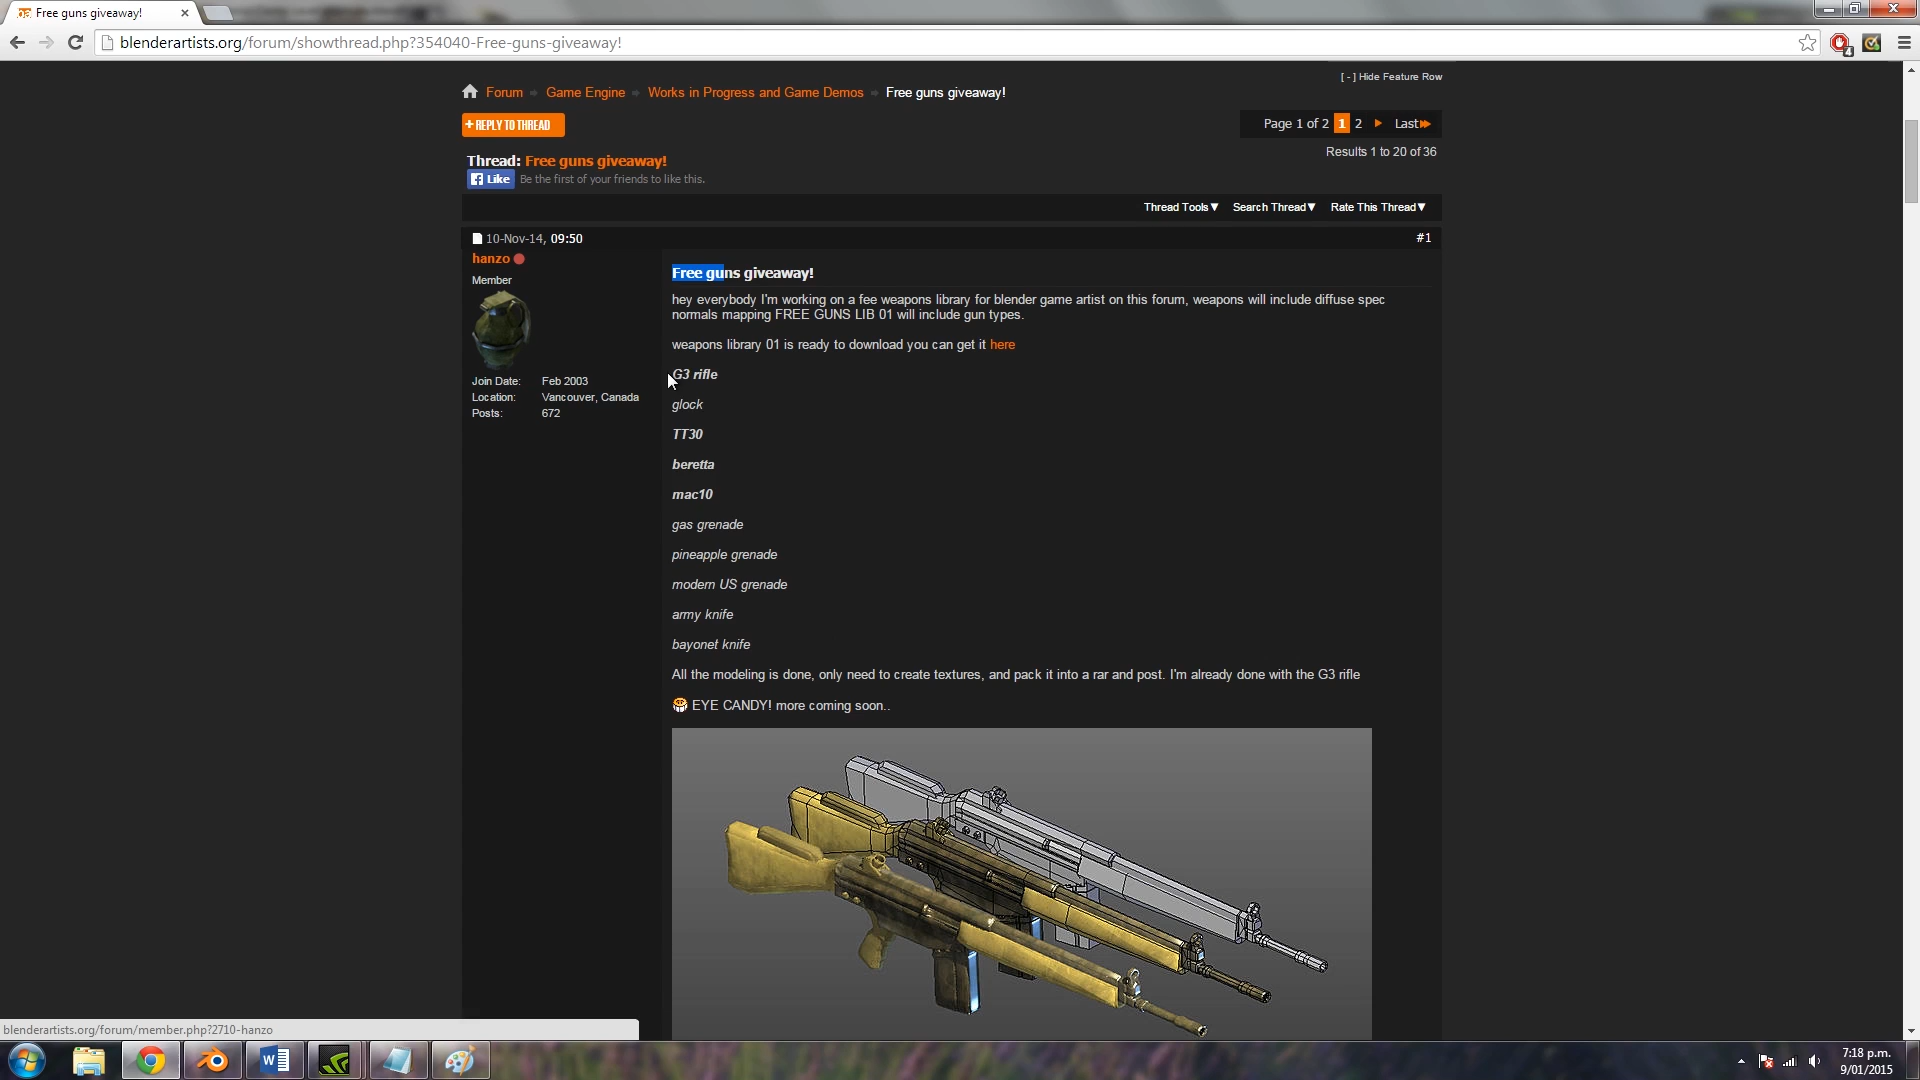 Free guns giveaway!
blenderartists.org/forum/showthread.php?354040-Free-guns-giveaway!
4
[ - ] Hide Feature Row
Forum Game Engine Works in Progress and Game Demos Free guns giveaway!
+ REPLY TO THREAD
Page 1 of 2 1 2 Last
Results 1 to 20 of 36
Thread: Free guns giveaway!
Like Be the first of your friends to like this.
Thread Tools Search Thread Rate This Thread
10-Nov-14, 09:50 #1
hanzo
Member
Join Date: Feb 2003
Location: Vancouver, Canada
Posts: 672
Free guns giveaway!
hey everybody I'm working on a fee weapons library for blender game artist on this forum, weapons will include diffuse spec
normals mapping FREE GUNS LIB 01 will include gun types.
weapons library 01 is ready to download you can get it here
G3 rifle
glock
TT30
beretta
mac10
gas grenade
pineapple grenade
modern US grenade
army knife
bayonet knife
All the modeling is done, only need to create textures, and pack it into a rar and post. I'm already done with the G3 rifle
EYE CANDY! more coming soon..
blenderartists.org/forum/member.php?2710-hanzo
7:18 p.m.
9/01/2015